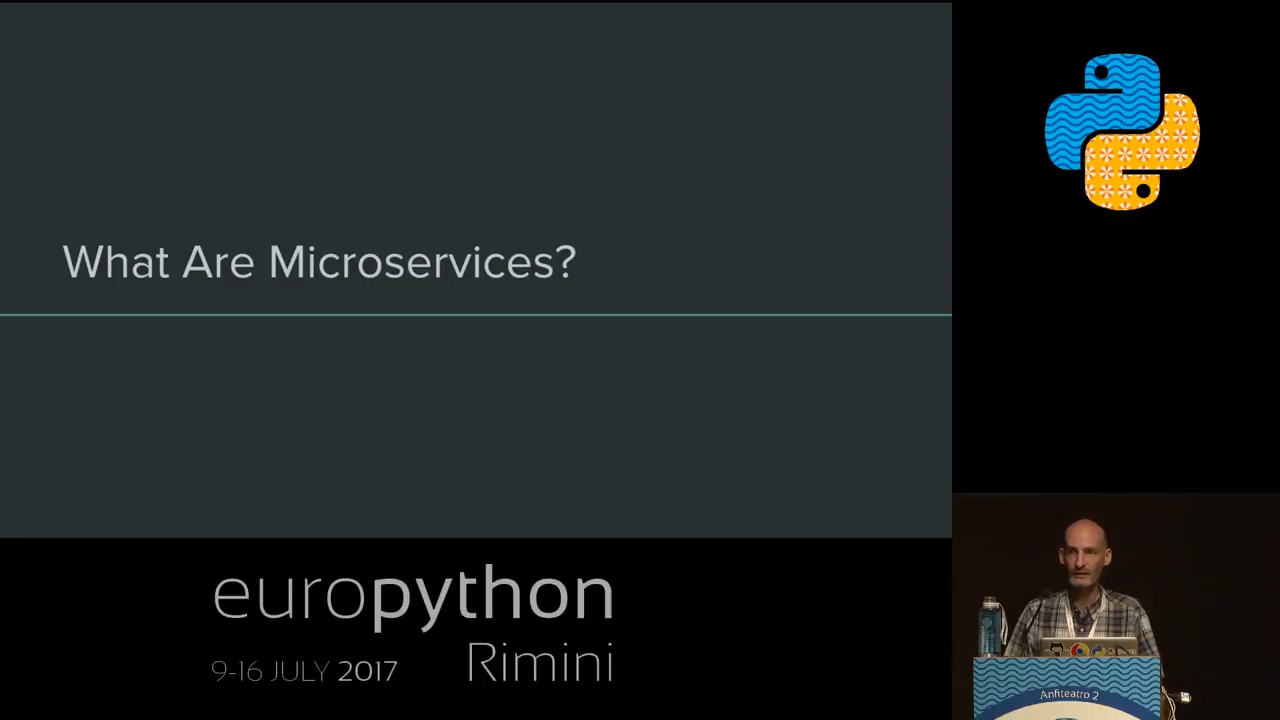 What Are Microservices?
europython
9-16 JULY 2017
Rimini
Anfiteatro 2